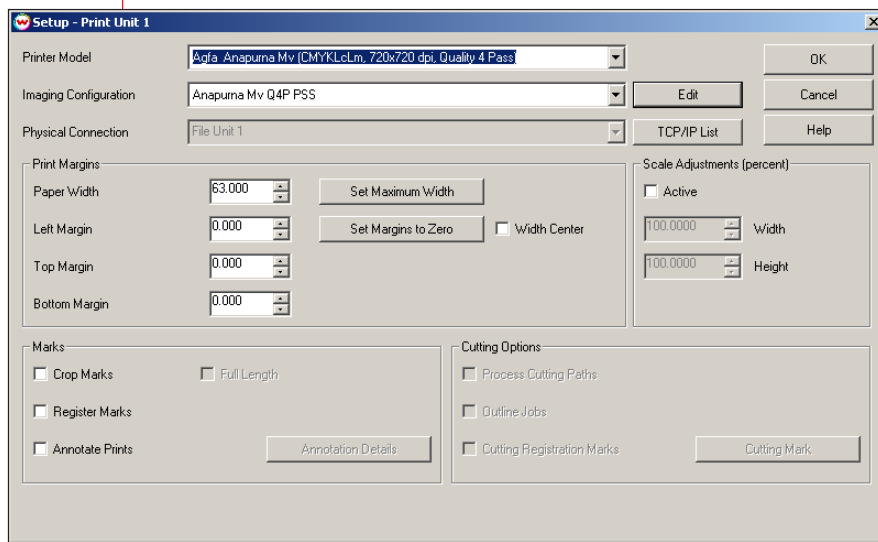 Setup - Print Unit 1
Printer Model
Agfa Anapurna Mv (CMYKLcLm, 720x720 dpi, Quality 4 Pass)
OK
Imaging Configuration
Anapurna Mv Q4P PSS
Edit
Cancel
Physical Connection
File Unit 1
TCP/IP List
Help
Print Margins
Paper Width
63.000
Set Maximum Width
Left Margin
0.000
Set Margins to Zero
Width Center
Top Margin
0.000
Bottom Margin
0.000
Scale Adjustments (percent)
Active
100.0000
Width
100.0000
Height
Marks
Crop Marks
Full Length
Register Marks
Annotate Prints
Annotation Details
Cutting Options
Process Cutting Paths
Outline Jobs
Cutting Registration Marks
Cutting Mark